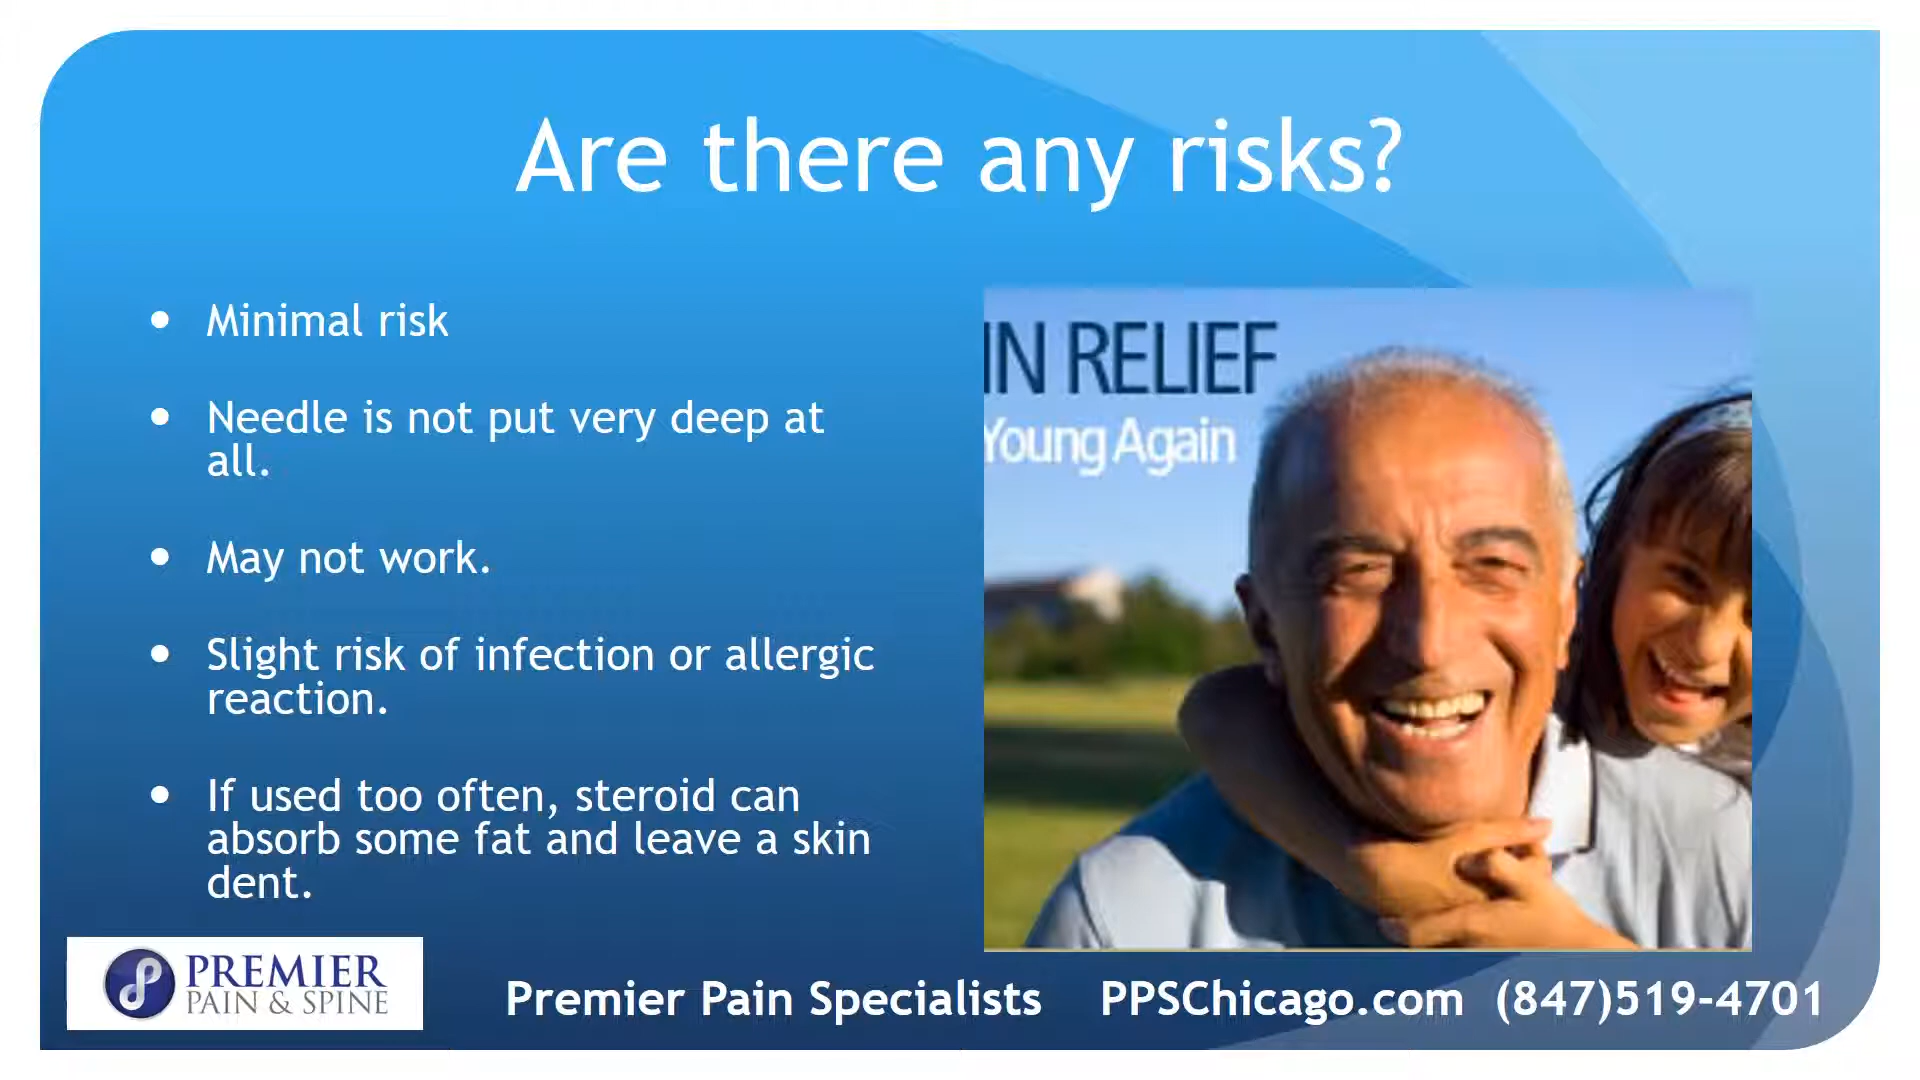 Are there any risks?
• Minimal risk
• Needle is not put very deep at
all.
• May not work.
• Slight risk of infection or allergic
reaction.
• If used too often, steroid can
absorb some fat and leave a skin
dent.
IN RELIEF
Young Again
PREMIER
PAIN & SPINE
Premier Pain Specialists PPSChicago.com (847)519-4701